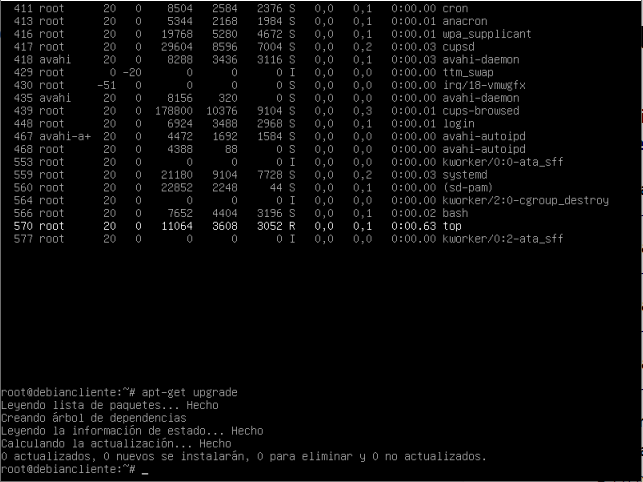 411 root 20 0 8504 2584 2376 S 0,0 0,1 0:00.00 cron
413 root 20 0 5344 2168 1984 S 0,0 0,1 0:00.01 anacron
416 root 20 0 19768 5280 4672 S 0,0 0,1 0:00.01 wpa_supplicant
417 root 20 0 29604 8596 7004 S 0,0 0,2 0:00.03 cupsd
418 avahi 20 0 8288 3436 3116 S 0,0 0,1 0:00.03 avahi-daemon
429 root 0 -20 0 0 0 I 0,0 0,0 0:00.00 ttm_swap
430 root -51 0 0 0 0 S 0,0 0,0 0:00.00 irq/18-vmwgfx
435 avahi 20 0 8156 320 0 S 0,0 0,0 0:00.00 avahi-daemon
439 root 20 0 178800 10376 9104 S 0,0 0,3 0:00.01 cups-browsed
448 root 20 0 6924 3488 2968 S 0,0 0,1 0:00.01 login
467 avahi-a+ 20 0 4472 1692 1584 S 0,0 0,0 0:00.00 avahi-autoipd
468 root 20 0 4388 88 0 S 0,0 0,0 0:00.00 avahi-autoipd
553 root 20 0 0 0 0 I 0,0 0,0 0:00.00 kworker/0:0-ata_sff
559 root 20 0 21180 9104 7728 S 0,0 0,2 0:00.03 systemd
560 root 20 0 22852 2248 44 S 0,0 0,1 0:00.00 (sd-pam)
564 root 20 0 0 0 0 I 0,0 0,0 0:00.00 kworker/2:0-cgroup_destroy
566 root 20 0 7652 4404 3196 S 0,0 0,1 0:00.02 bash
570 root 20 0 11064 3608 3052 R 0,0 0,1 0:00.63 top
577 root 20 0 0 0 0 I 0,0 0,0 0:00.00 kworker/0:2-ata_sff
root@debiancliente:~# apt-get upgrade
Leyendo lista de paquetes... Hecho
Creando árbol de dependencias
Leyendo la información de estado... Hecho
Calculando la actualización... Hecho
0 actualizados, 0 nuevos se instalarán, 0 para eliminar y 0 no actualizados.
root@debiancliente:~# _